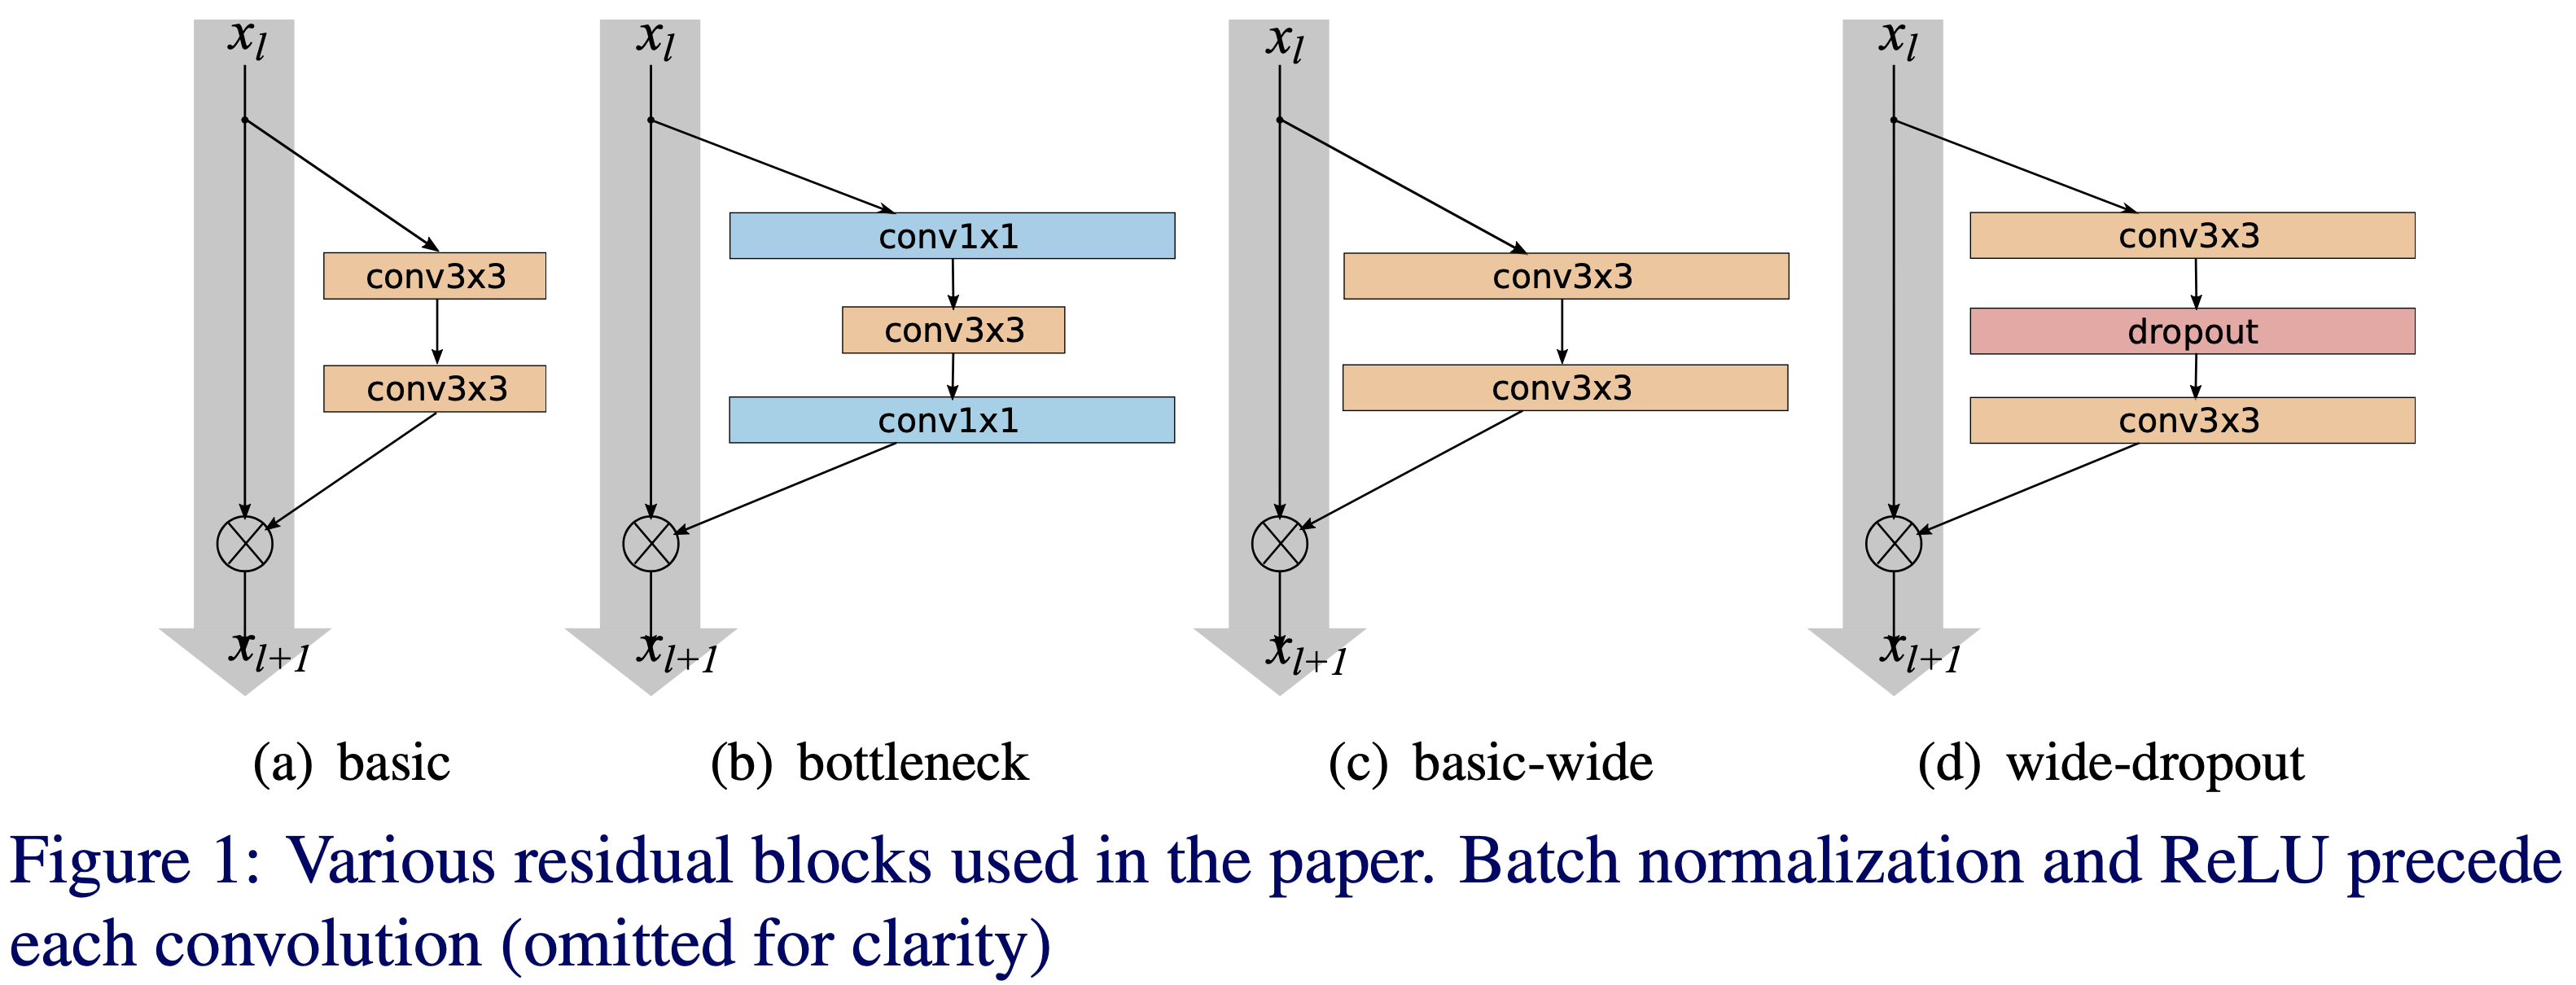 x_l
conv3x3
conv3x3
x_{l+1}
(a) basic
x_l
conv1x1
conv3x3
conv1x1
x_{l+1}
(b) bottleneck
x_l
conv3x3
conv3x3
x_{l+1}
(c) basic-wide
x_l
conv3x3
dropout
conv3x3
x_{l+1}
(d) wide-dropout
Figure 1: Various residual blocks used in the paper. Batch normalization and ReLU precede
each convolution (omitted for clarity)